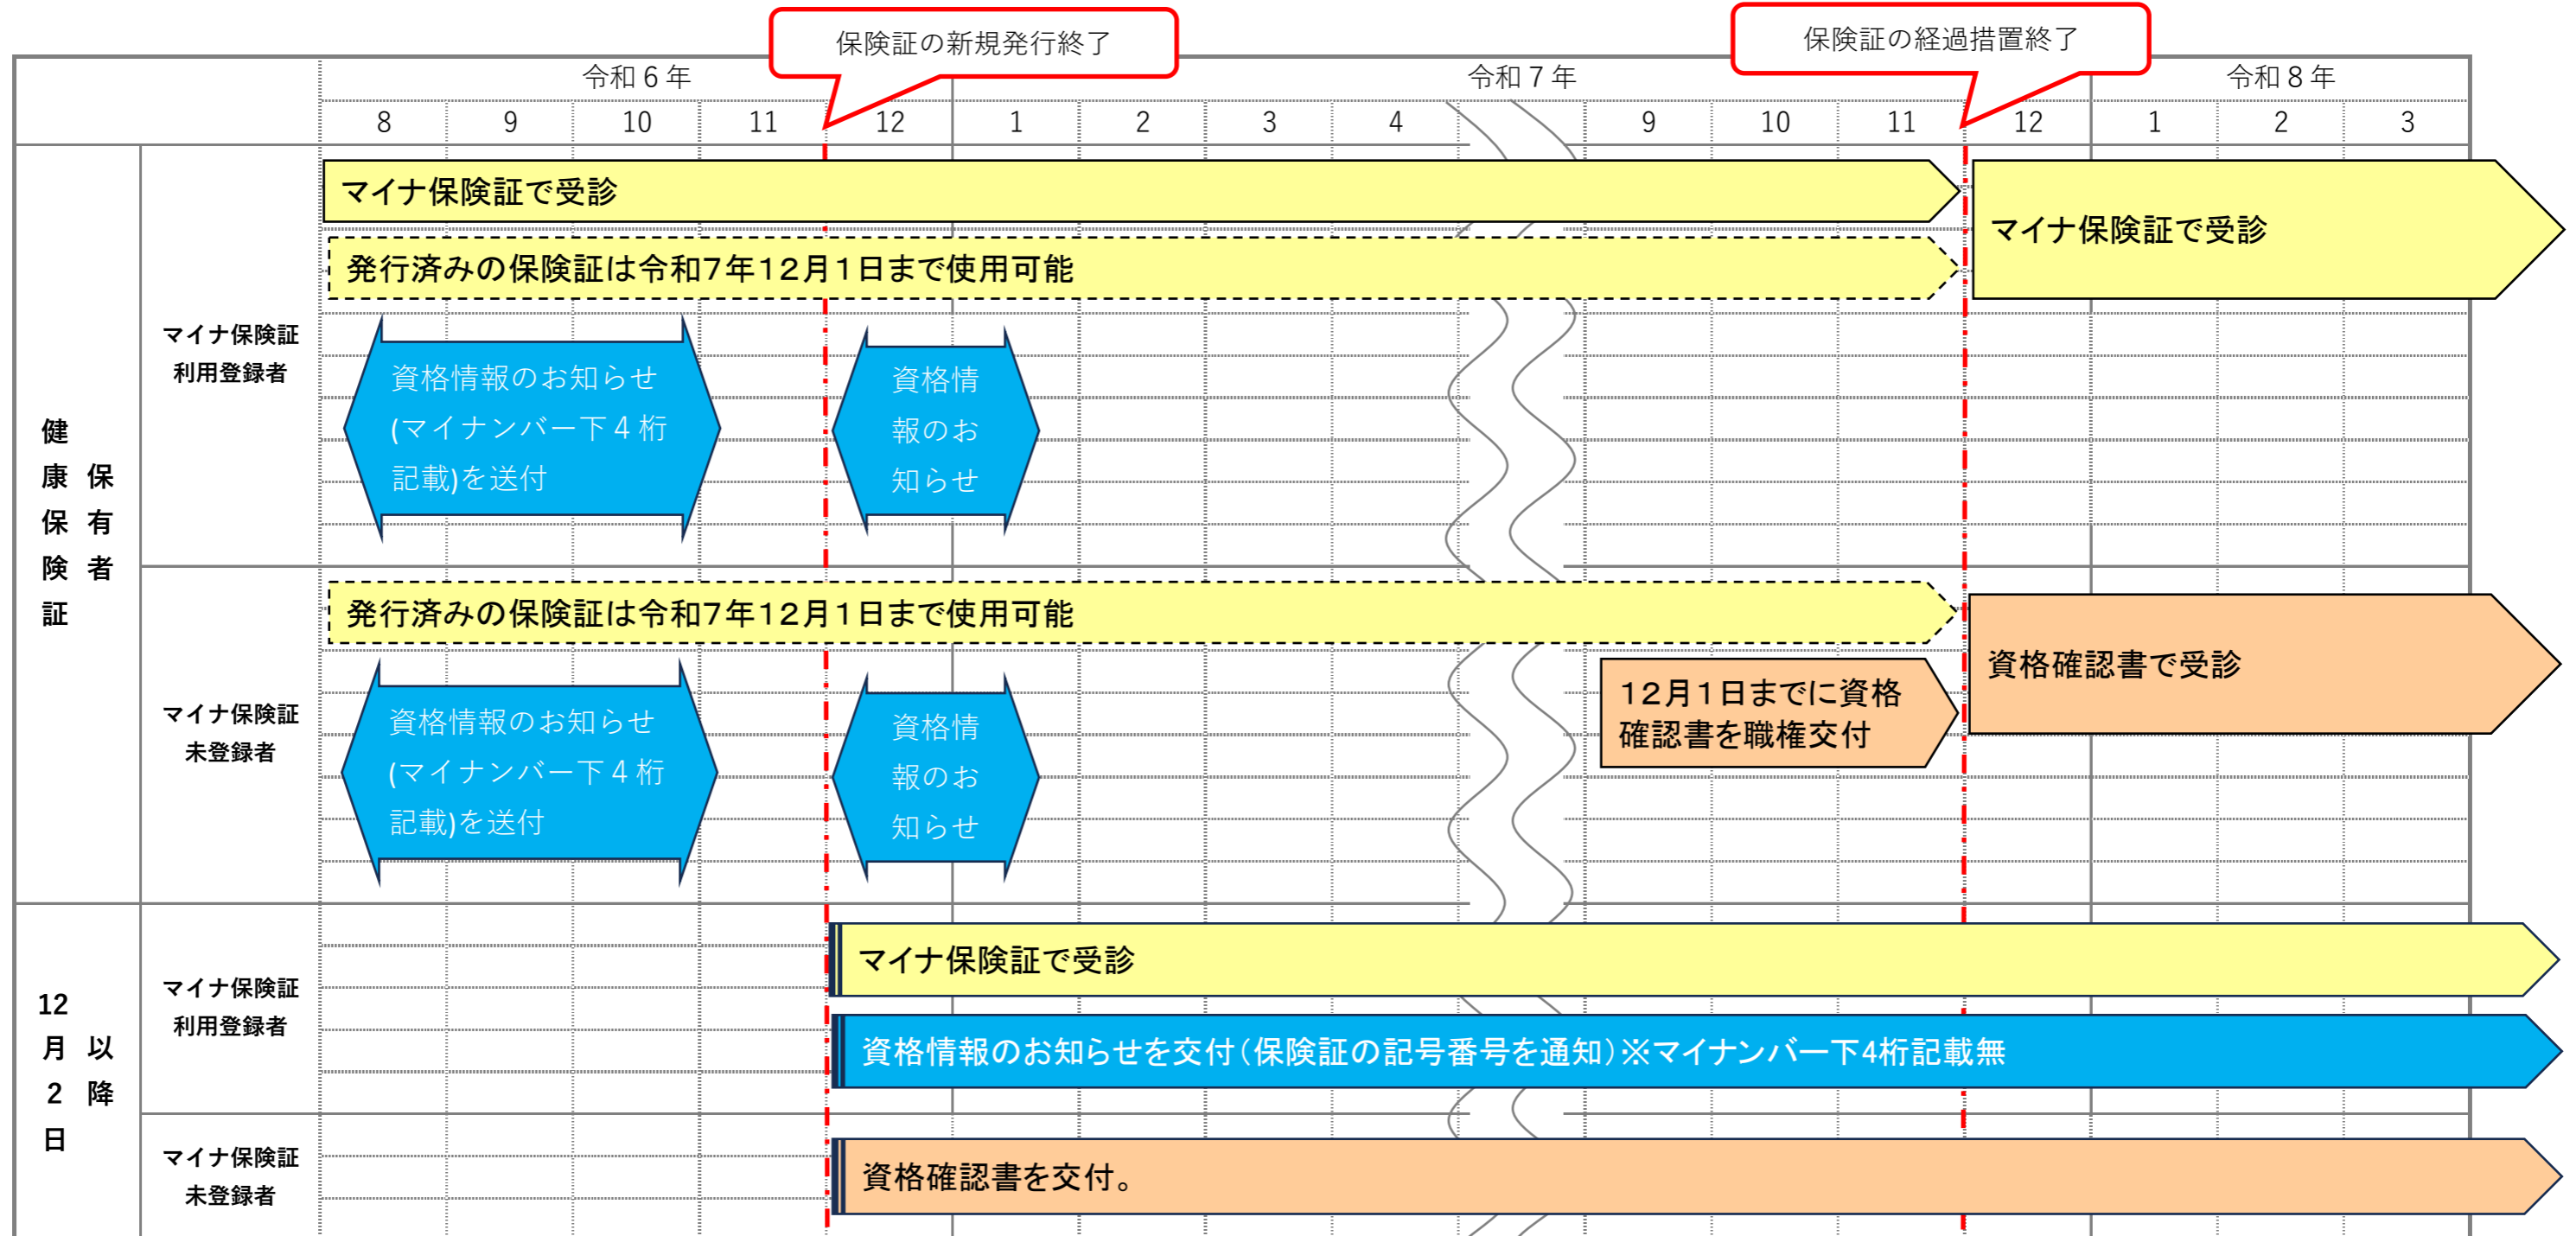 保険証の新規発行終了
保険証の経過措置終了
令和６年
令和７年
令和８年
8 9 10 11 12 1 2 3 4 9 10 11 12 1 2 3
健康保険証
保有者
マイナ保険証
利用登録者
マイナ保険証で受診
マイナ保険証で受診
発行済みの保険証は令和7年12月1日まで使用可能
資格情報のお知らせ
(マイナンバー下４桁
記載)を送付
資格情
報のお
知らせ
マイナ保険証
未登録者
発行済みの保険証は令和7年12月1日まで使用可能
資格確認書で受診
12月1日までに資格
確認書を職権交付
資格情報のお知らせ
(マイナンバー下４桁
記載)を送付
資格情
報のお
知らせ
12月2日
以降
マイナ保険証
利用登録者
マイナ保険証で受診
資格情報のお知らせを交付（保険証の記号番号を通知）※マイナンバー下4桁記載無
マイナ保険証
未登録者
資格確認書を交付。